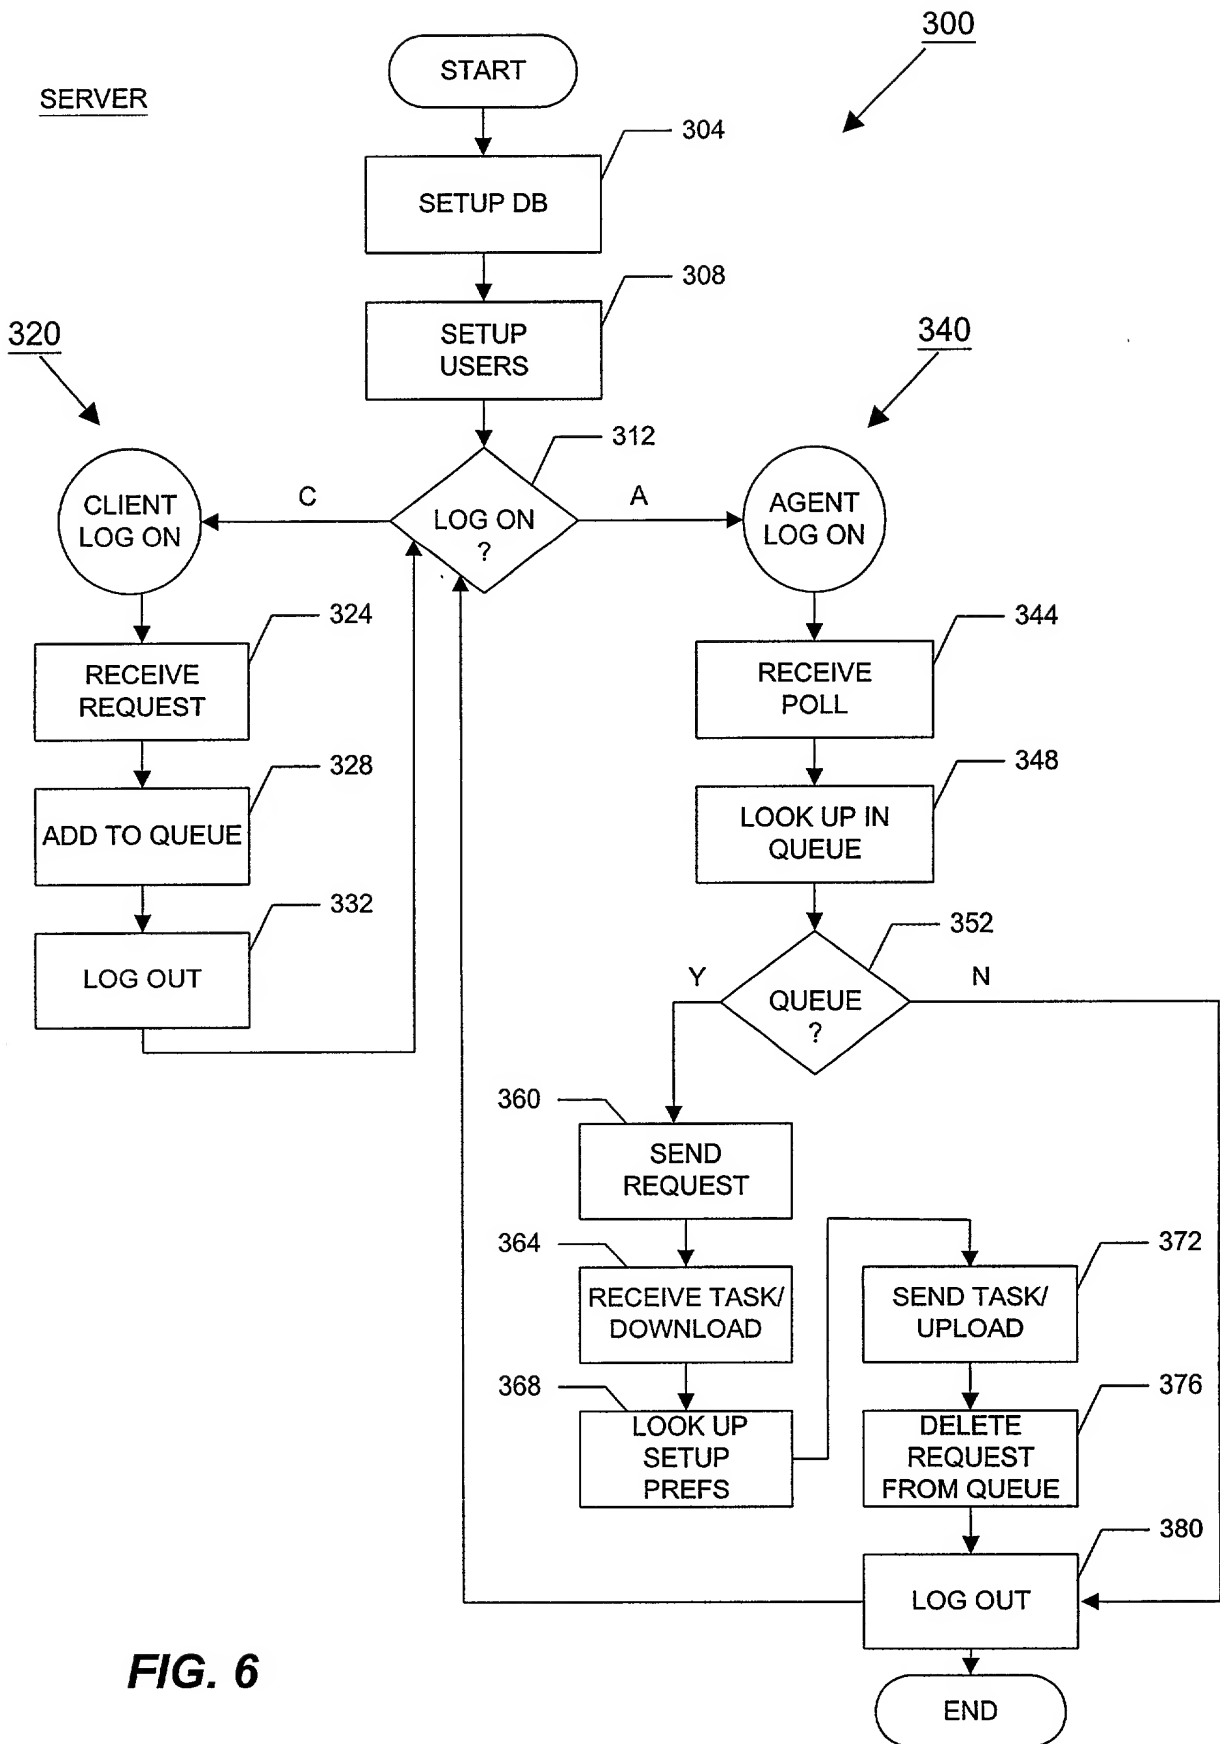 300
START
SERVER
304
SETUP DB
308
SETUP
USERS
320
340
312
CLIENT
LOG ON
C
LOG ON
?
A
AGENT
LOG ON
324
RECEIVE
REQUEST
328
ADD TO QUEUE
332
LOG OUT
344
RECEIVE
POLL
348
LOOK UP IN
QUEUE
352
Y
QUEUE
?
N
360
SEND
REQUEST
364
RECEIVE TASK/
DOWNLOAD
368
LOOK UP
SETUP
PREFS
372
SEND TASK/
UPLOAD
376
DELETE
REQUEST
FROM QUEUE
380
LOG OUT
END
FIG. 6